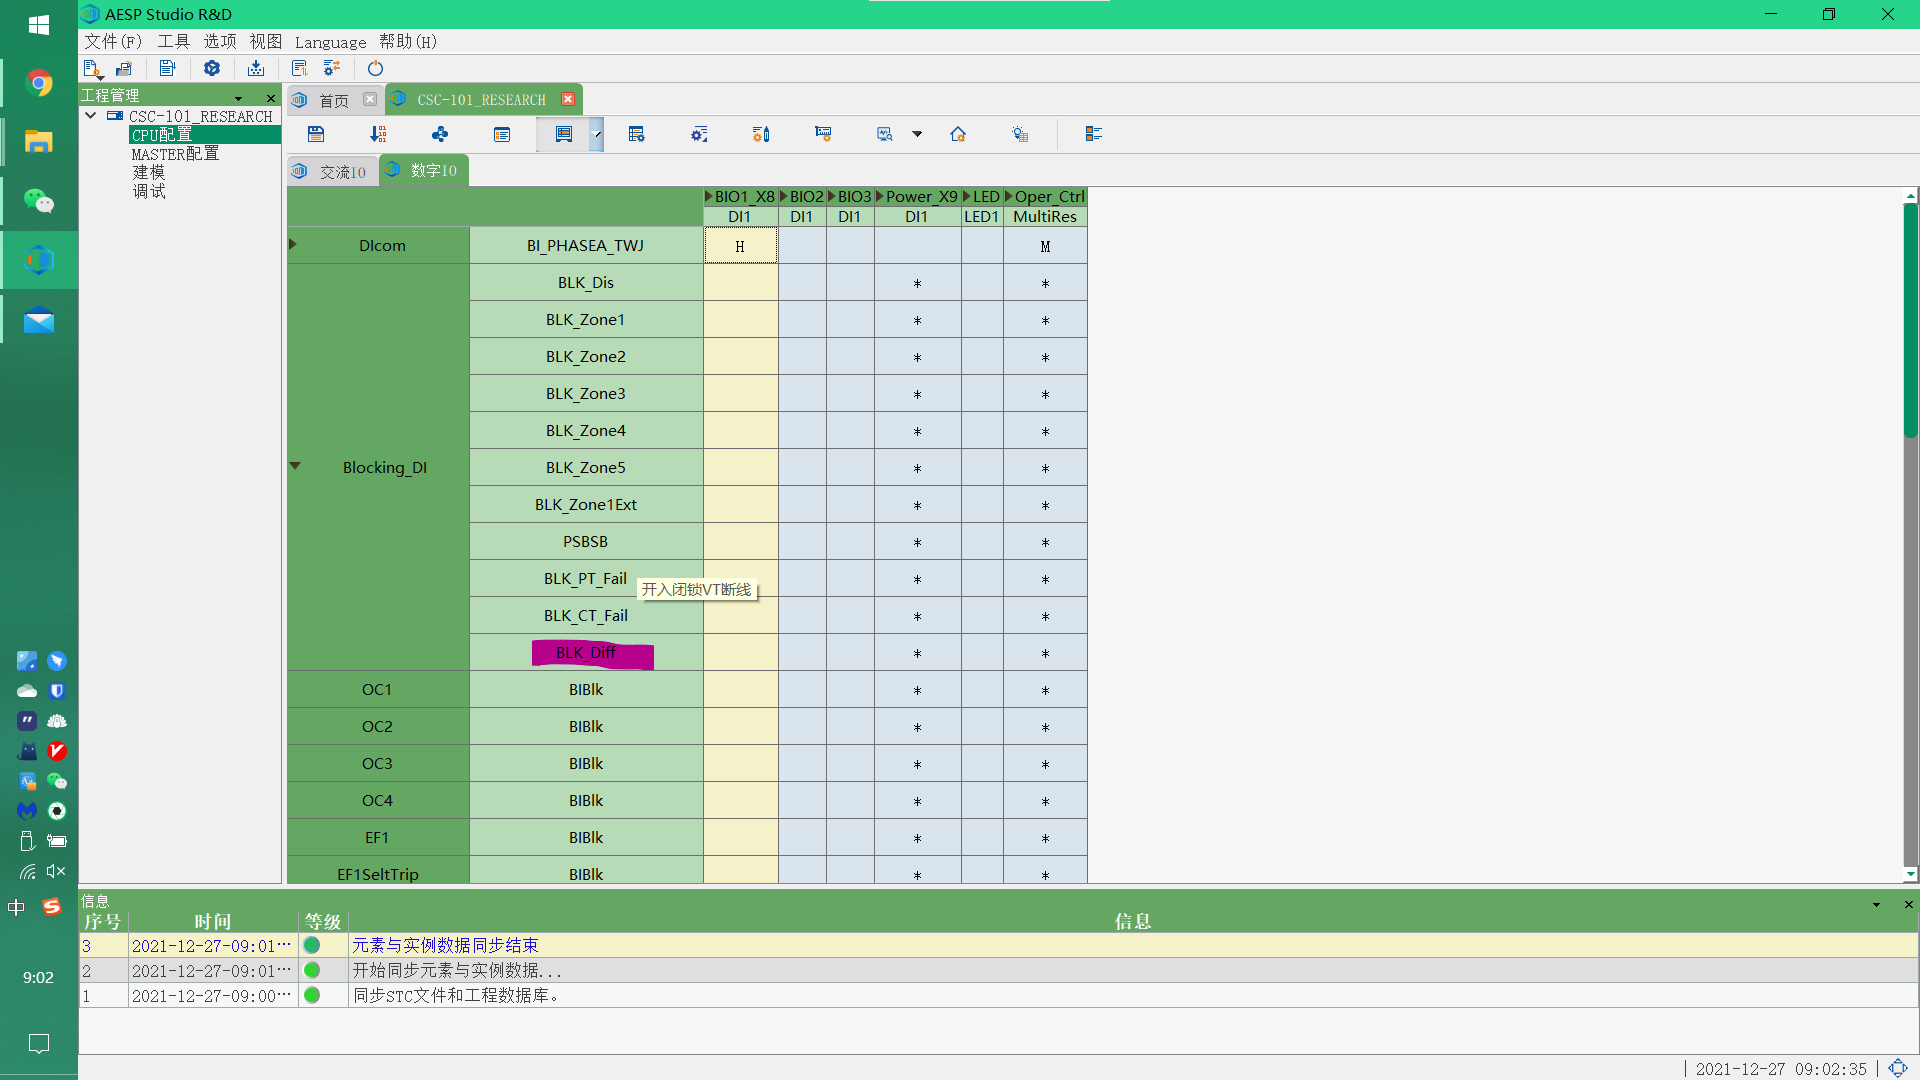 AESP Studio R&D
文件(F) 工具 选项 视图 Language 帮助(H)
工程管理
首页
CSC-101_RESEARCH
CSC-101_RESEARCH
CPU配置
MASTER配置
建模
调试
交流IO
数字IO
BIO1_X8 BIO2 BIO3 Power_X9 LED Oper_Ctrl
DI1 DI1 DI1 DI1 LED1 MultiRes
DIcom BI_PHASEA_TWJ H M
BLK_Dis * *
BLK_Zone1 * *
BLK_Zone2 * *
BLK_Zone3 * *
BLK_Zone4 * *
Blocking_DI BLK_Zone5 * *
BLK_Zone1Ext * *
PSBSB * *
BLK_PT_Fail * *
开入闭锁VT断线
BLK_CT_Fail * *
BLK_Diff * *
OC1 BIBlk * *
OC2 BIBlk * *
OC3 BIBlk * *
OC4 BIBlk * *
EF1 BIBlk * *
EF1SeltTrip BIBlk * *
信息
序号 时间 等级 信息
3 2021-12-27-09:01··· 元素与实例数据同步结束
2 2021-12-27-09:01··· 开始同步元素与实例数据...
1 2021-12-27-09:00··· 同步STC文件和工程数据库。
中
9:02
2021-12-27 09:02:35